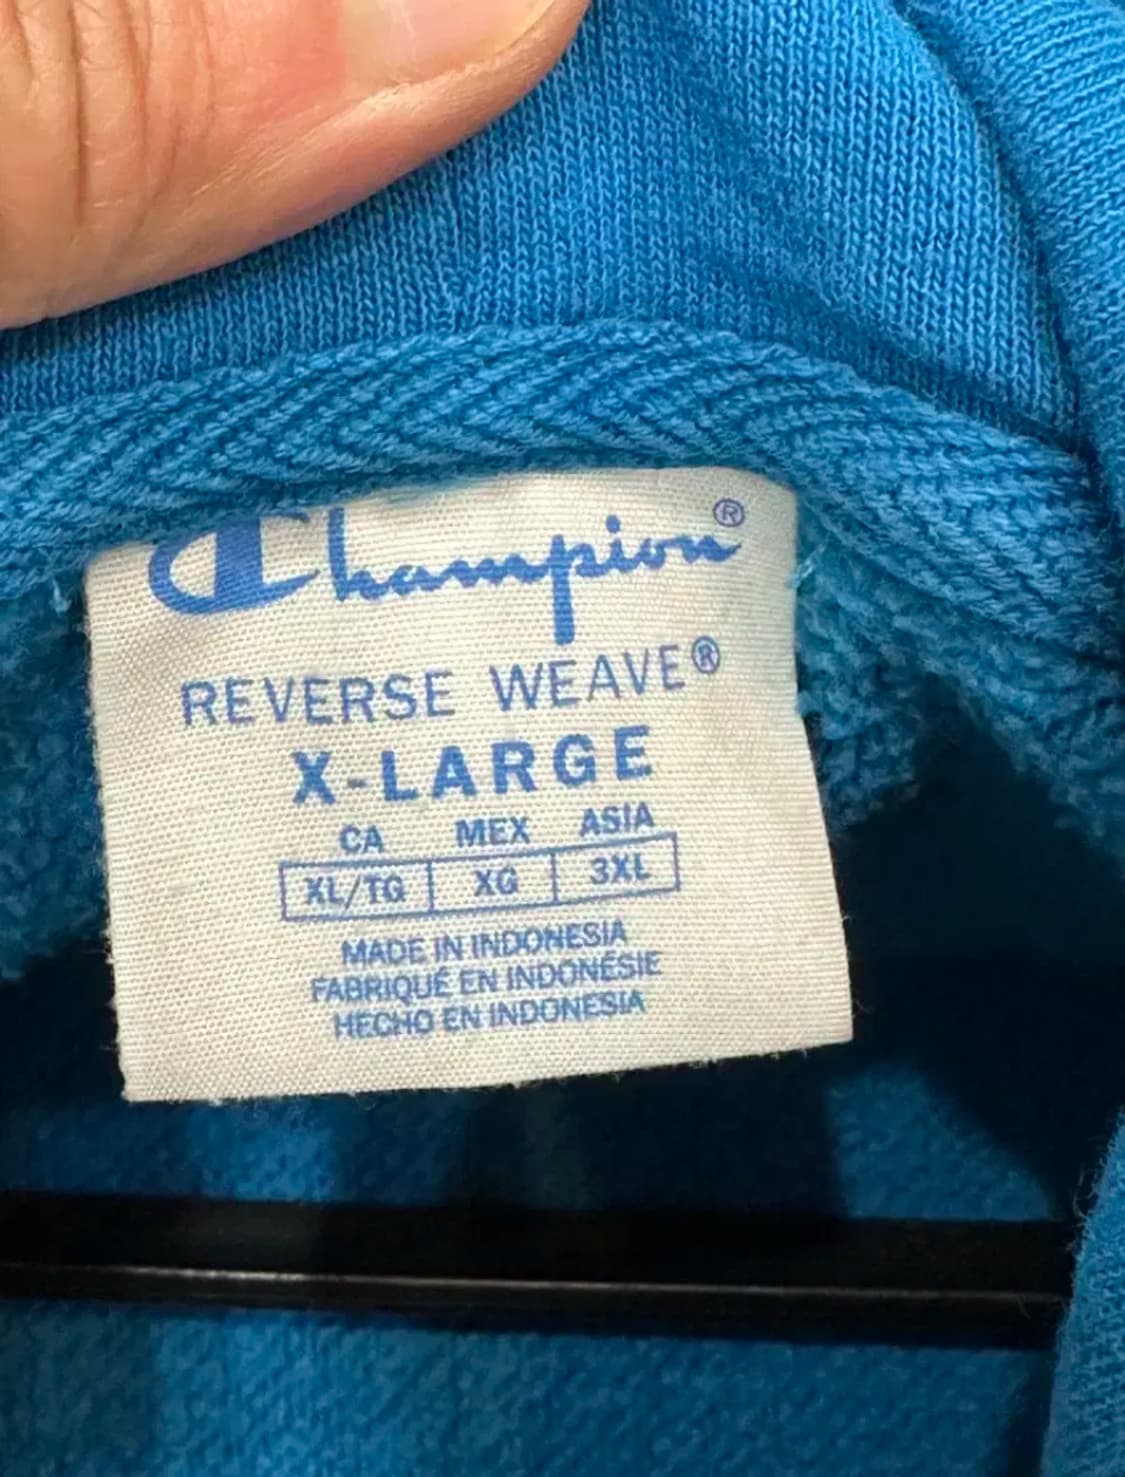 Champion®
REVERSE WEAVE®
X-LARGE
CA MEX ASIA
XL/TG XG 3XL
MADE IN INDONESIA
FABRIQUÉ EN INDONÉSIE
HECHO EN INDONESIA